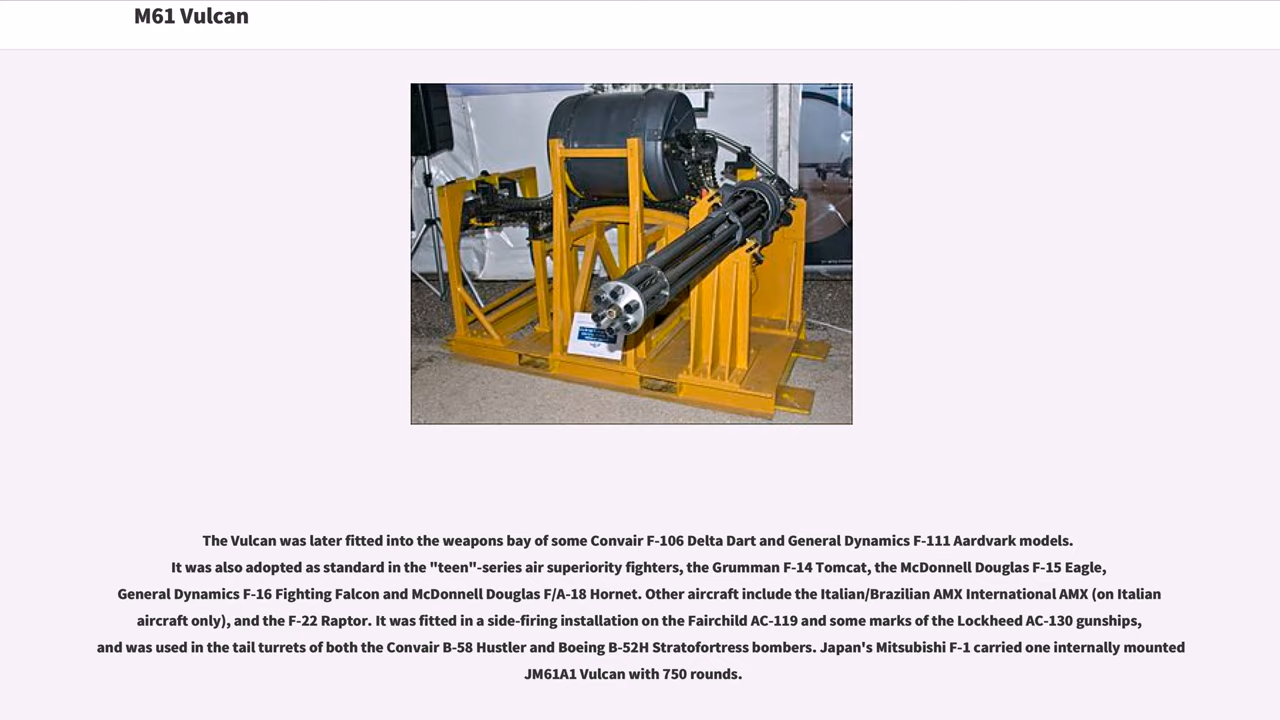 M61 Vulcan
The Vulcan was later fitted into the weapons bay of some Convair F-106 Delta Dart and General Dynamics F-111 Aardvark models.
It was also adopted as standard in the "teen"-series air superiority fighters, the Grumman F-14 Tomcat, the McDonnell Douglas F-15 Eagle,
General Dynamics F-16 Fighting Falcon and McDonnell Douglas F/A-18 Hornet. Other aircraft include the Italian/Brazilian AMX International AMX (on Italian
aircraft only), and the F-22 Raptor. It was fitted in a side-firing installation on the Fairchild AC-119 and some marks of the Lockheed AC-130 gunships,
and was used in the tail turrets of both the Convair B-58 Hustler and Boeing B-52H Stratofortress bombers. Japan's Mitsubishi F-1 carried one internally mounted
JM61A1 Vulcan with 750 rounds.